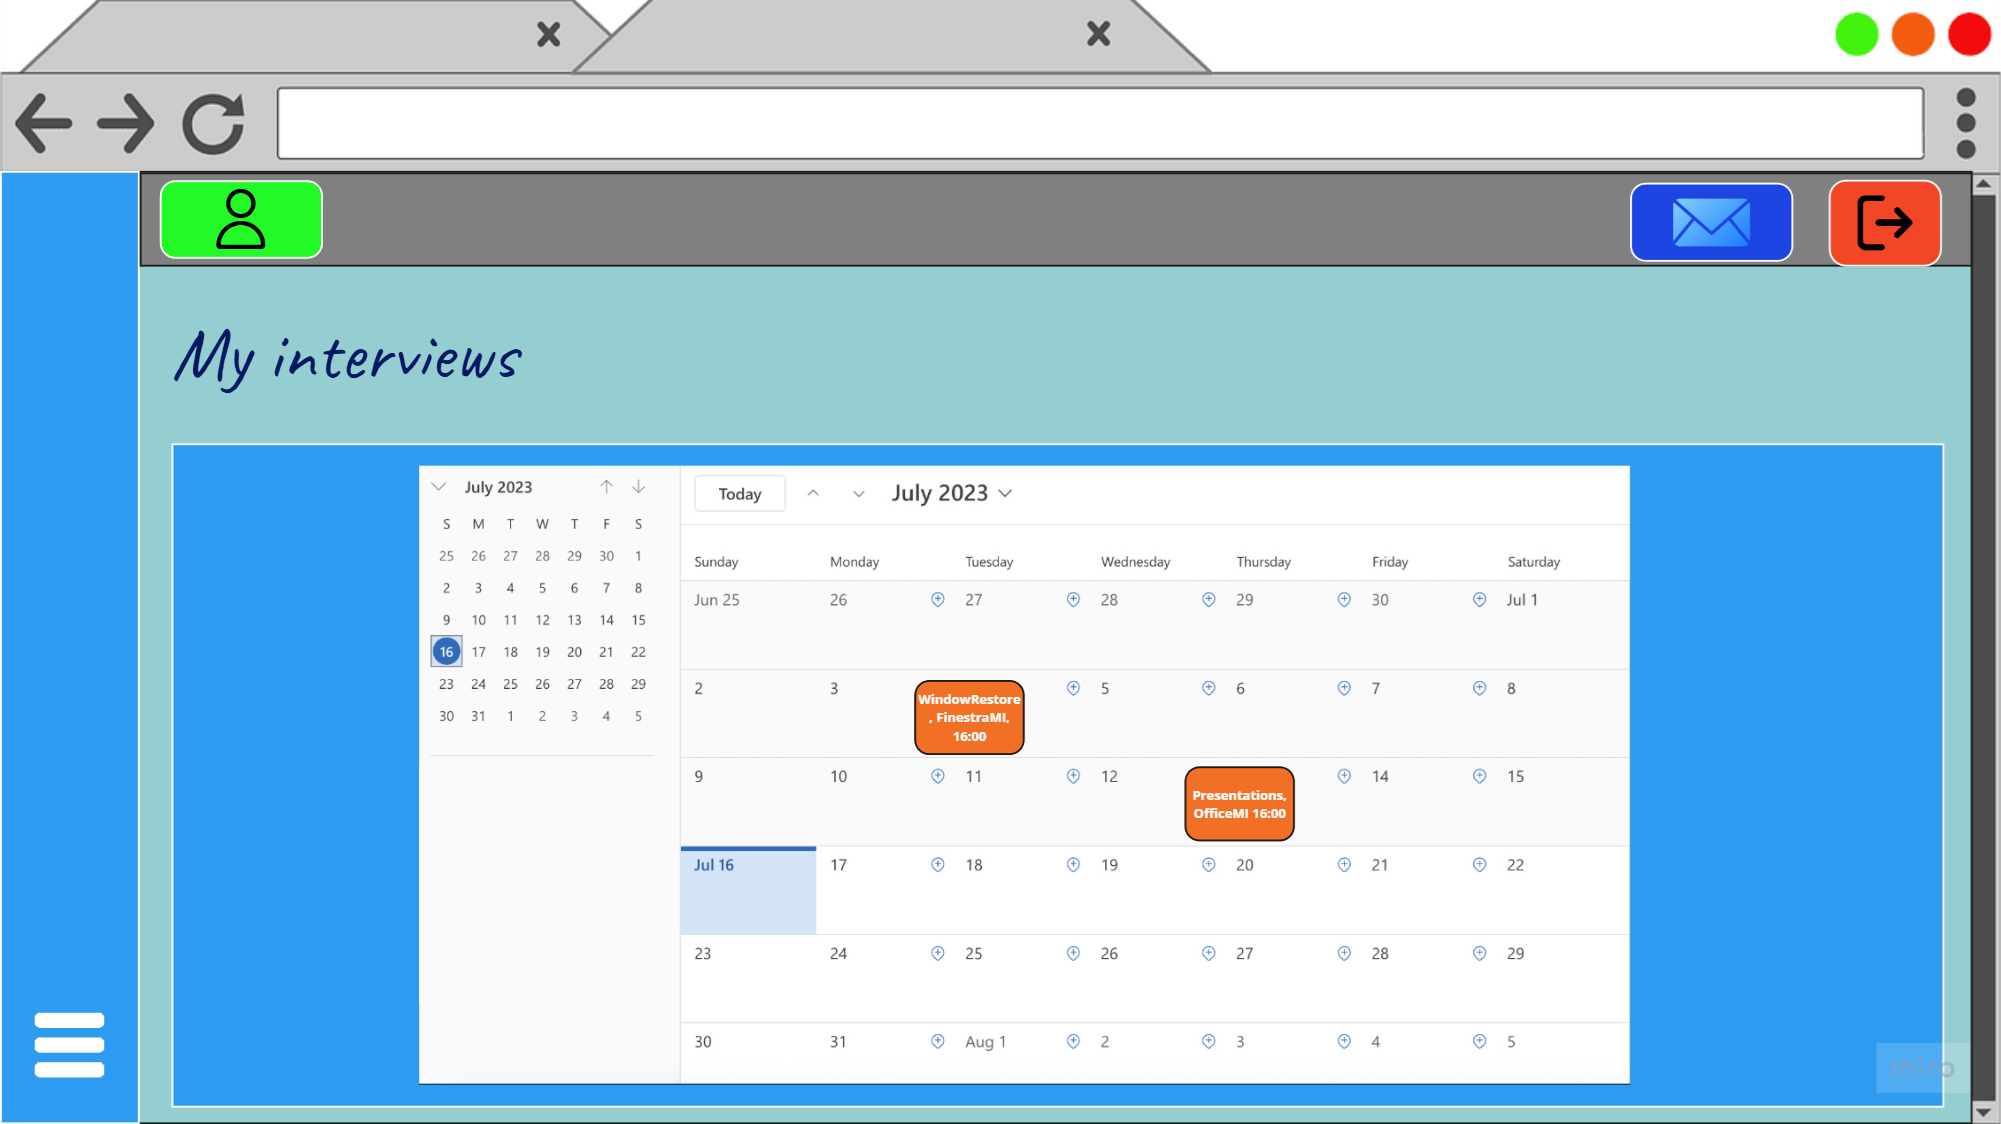 My interviews
July 2023
S M T W T F S
25 26 27 28 29 30 1
2 3 4 5 6 7 8
9 10 11 12 13 14 15
16 17 18 19 20 21 22
23 24 25 26 27 28 29
30 31 1 2 3 4 5
Today July 2023
Sunday Monday Tuesday Wednesday Thursday Friday Saturday
Jun 25 26 27 28 29 30 Jul 1
2 3 5 6 7 8
WindowRestore
, FinestraMI,
16:00
9 10 11 12 14 15
Presentations,
OfficeMI 16:00
Jul 16 17 18 19 20 21 22
23 24 25 26 27 28 29
30 31 Aug 1 2 3 4 5
miro